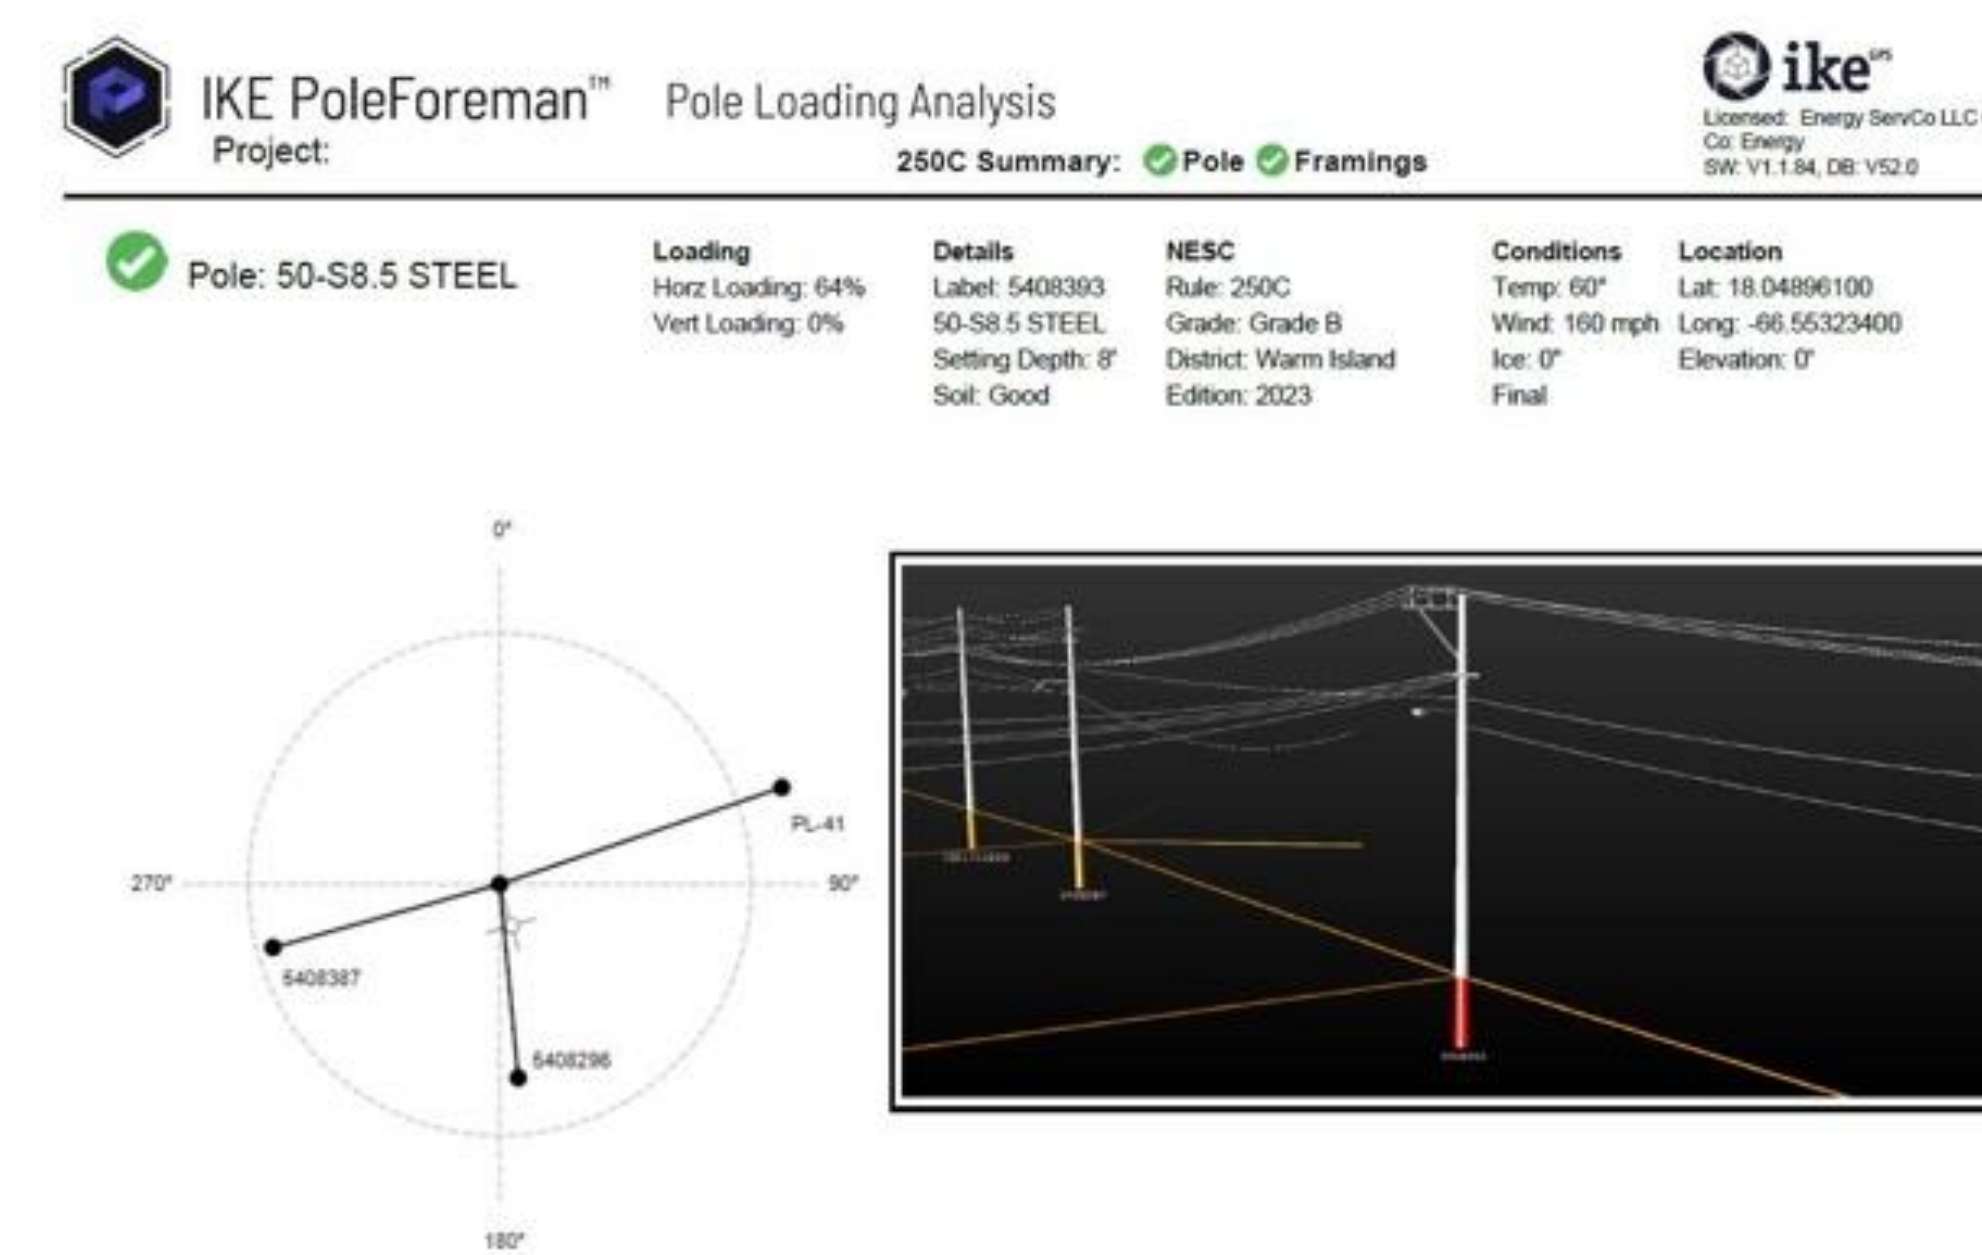 IKE PoleForeman™ Pole Loading Analysis
ike GPS
Project:
250C Summary: Pole Framings
Licensed: Energy ServCo LLC
Co: Energy
SW: V1.1.84, DB: V52.0
Pole: 50-S8.5 STEEL
Loading
Horz Loading: 64%
Vert Loading: 0%
Details
Label: 5408393
50-S8.5 STEEL
Setting Depth: 8'
Soil: Good
NESC
Rule: 250C
Grade: Grade B
District: Warm Island
Edition: 2023
Conditions
Temp: 60°
Wind: 160 mph
Ice: 0"
Final
Location
Lat: 18.04896100
Long: -66.55323400
Elevation: 0'
0°
PL-41
270°
90°
5408387
5408296
180°